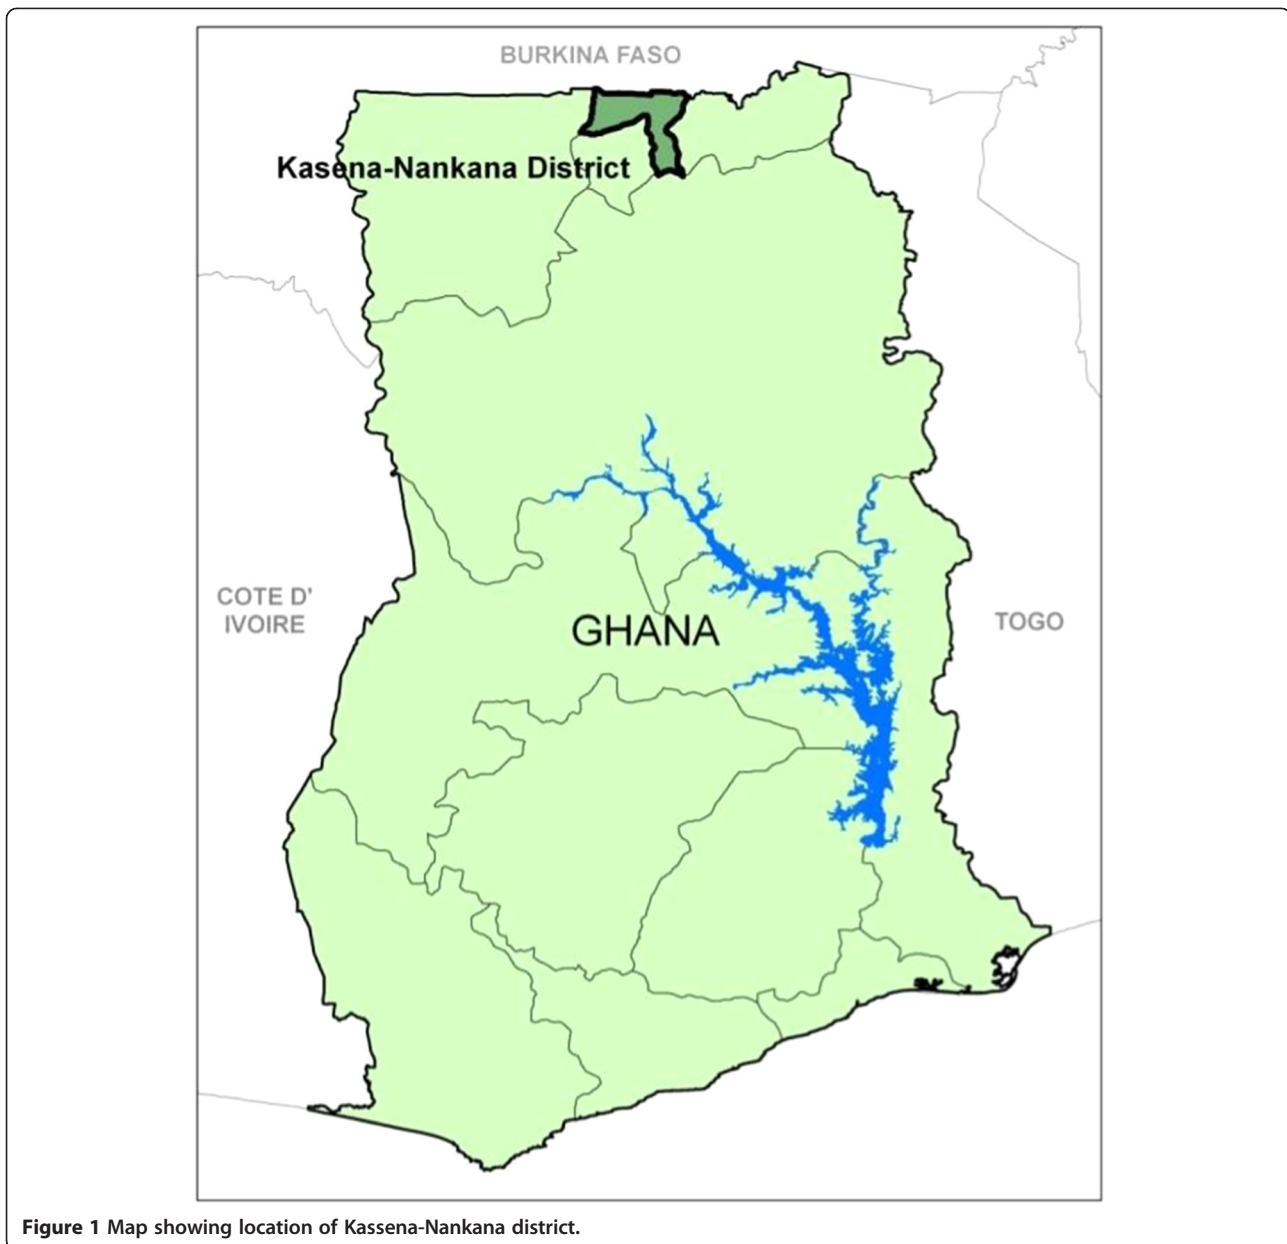 BURKINA FASO
Kasena-Nankana District
COTE D'
IVOIRE
GHANA
TOGO
Figure 1 Map showing location of Kassena-Nankana district.